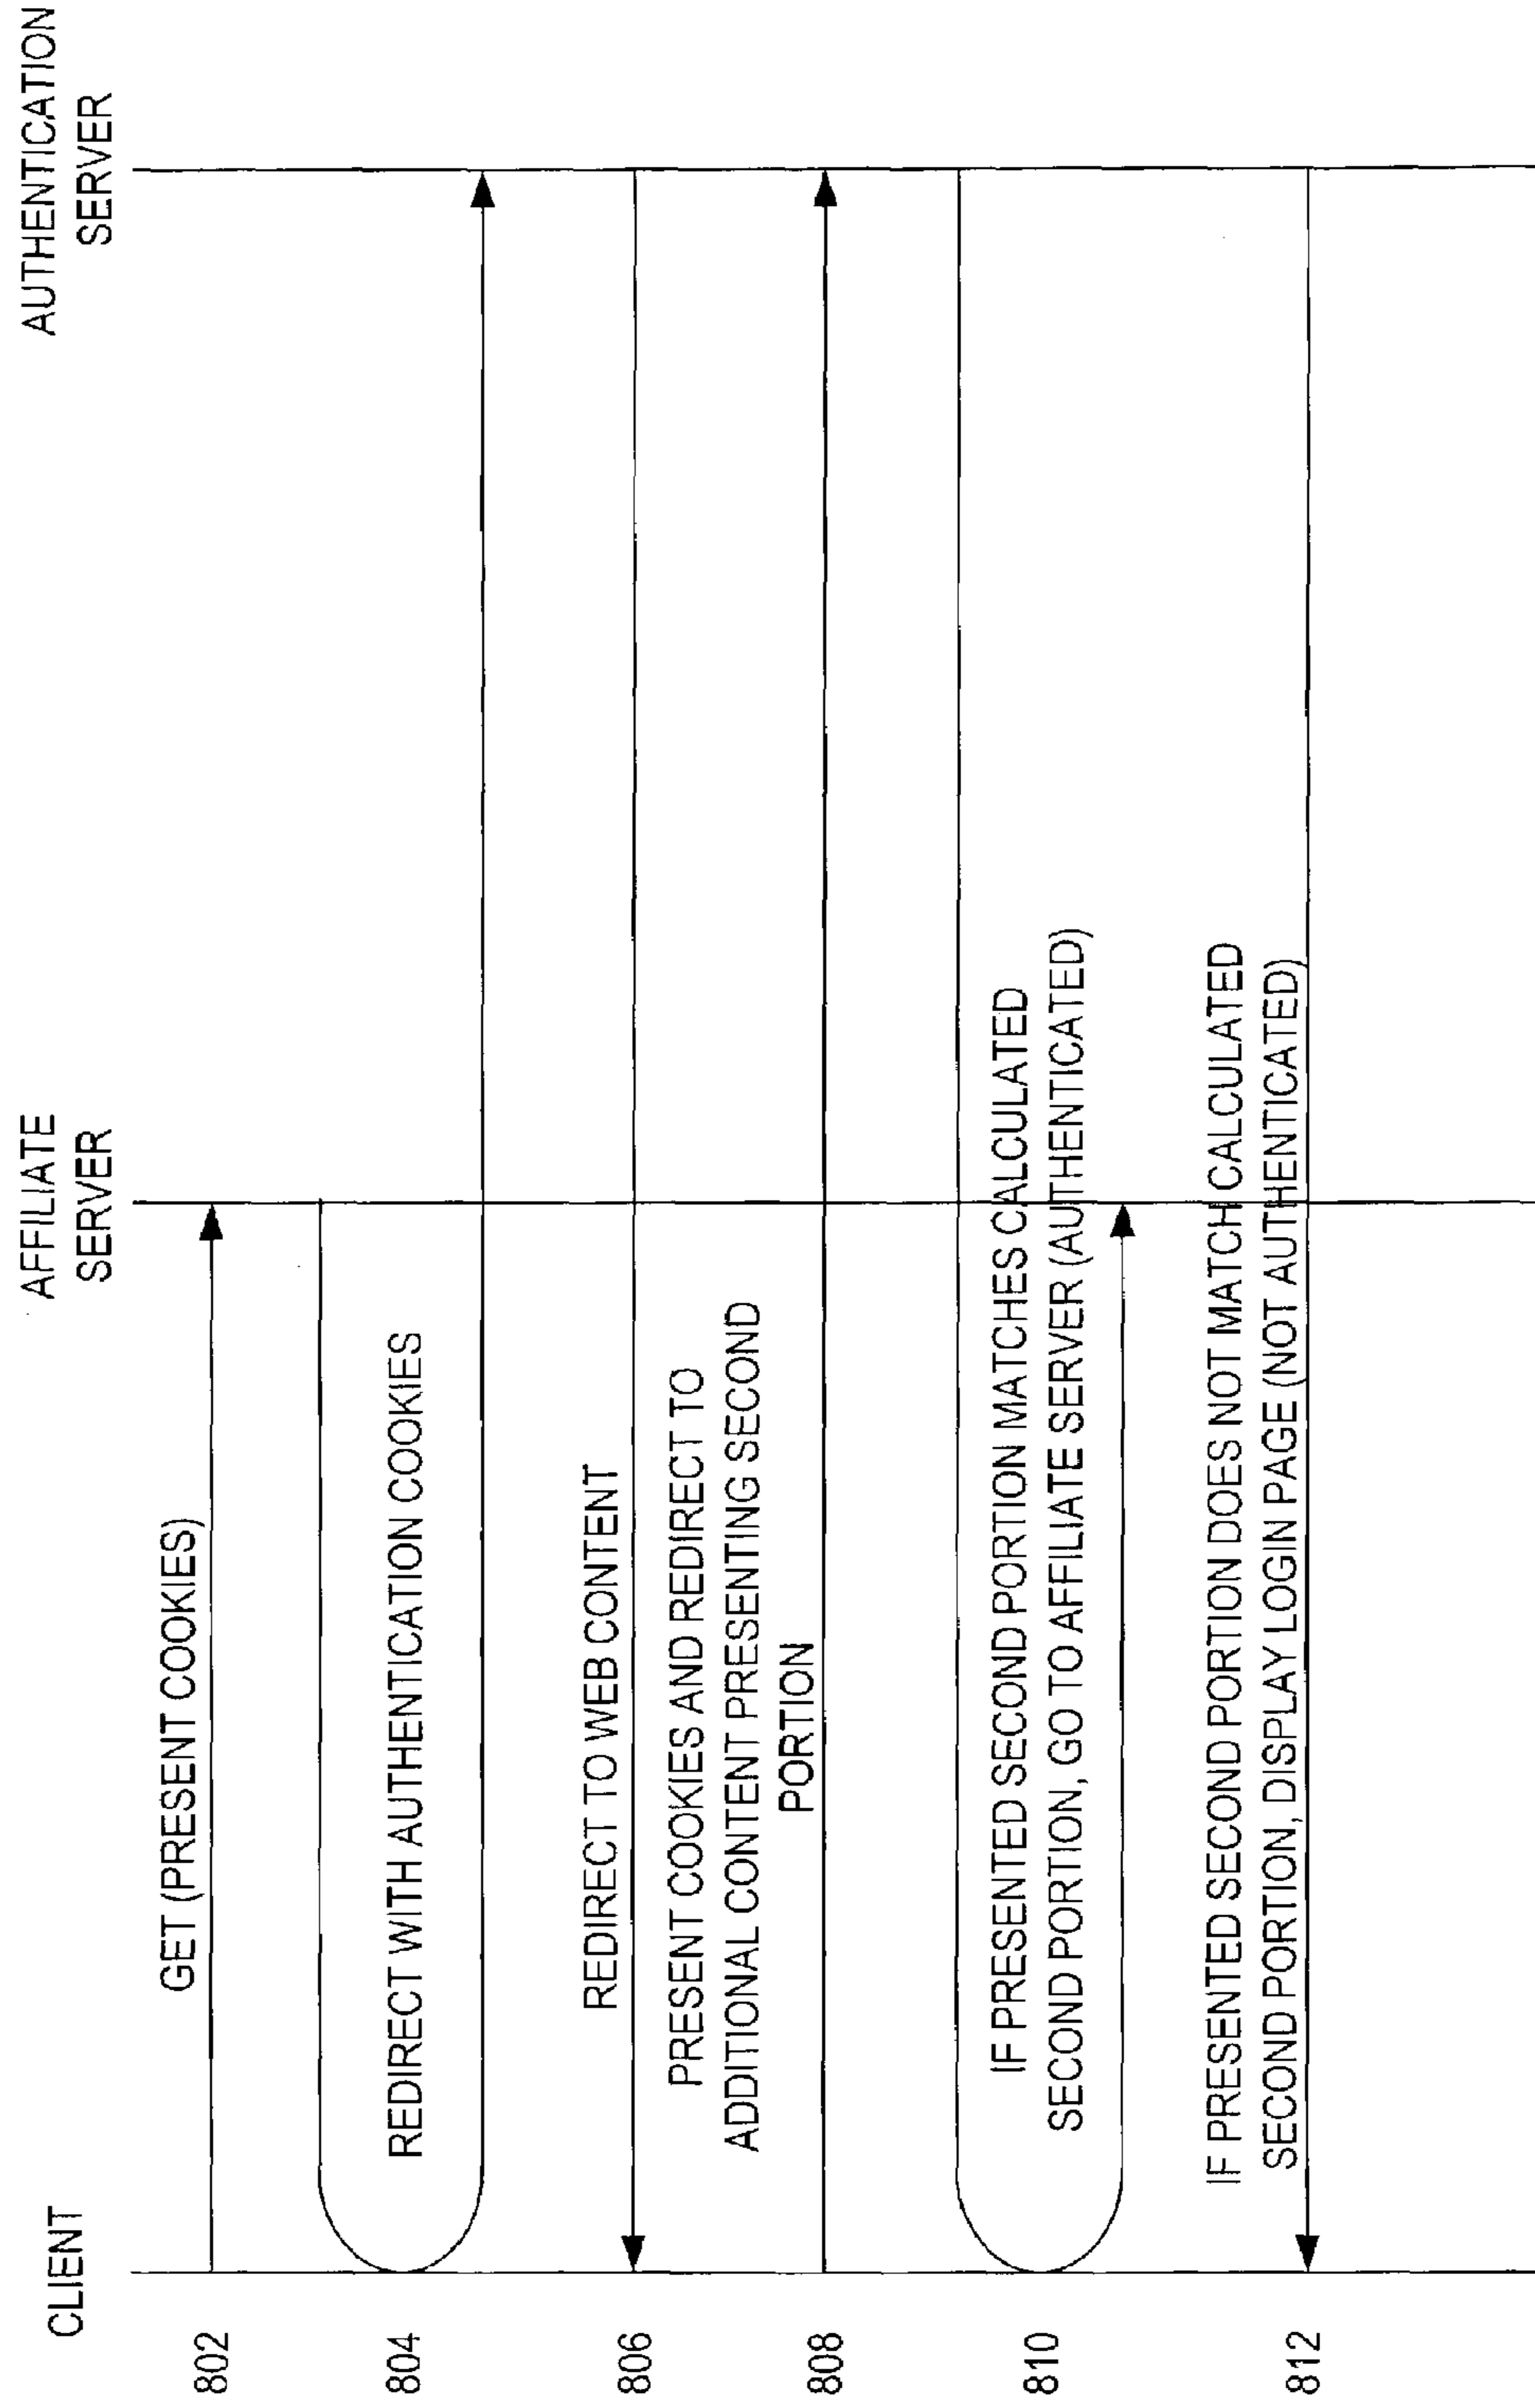 CLIENT
AFFILIATE
SERVER
AUTHENTICATION
SERVER
802
GET (PRESENT COOKIES)
804
REDIRECT WITH AUTHENTICATION COOKIES
806
REDIRECT TO WEB CONTENT
808
PRESENT COOKIES AND REDIRECT TO
ADDITIONAL CONTENT PRESENTING SECOND
PORTION
810
IF PRESENTED SECOND PORTION MATCHES CALCULATED
SECOND PORTION, GO TO AFFILIATE SERVER (AUTHENTICATED)
812
IF PRESENTED SECOND PORTION DOES NOT MATCH CALCULATED
SECOND PORTION, DISPLAY LOGIN PAGE (NOT AUTHENTICATED)